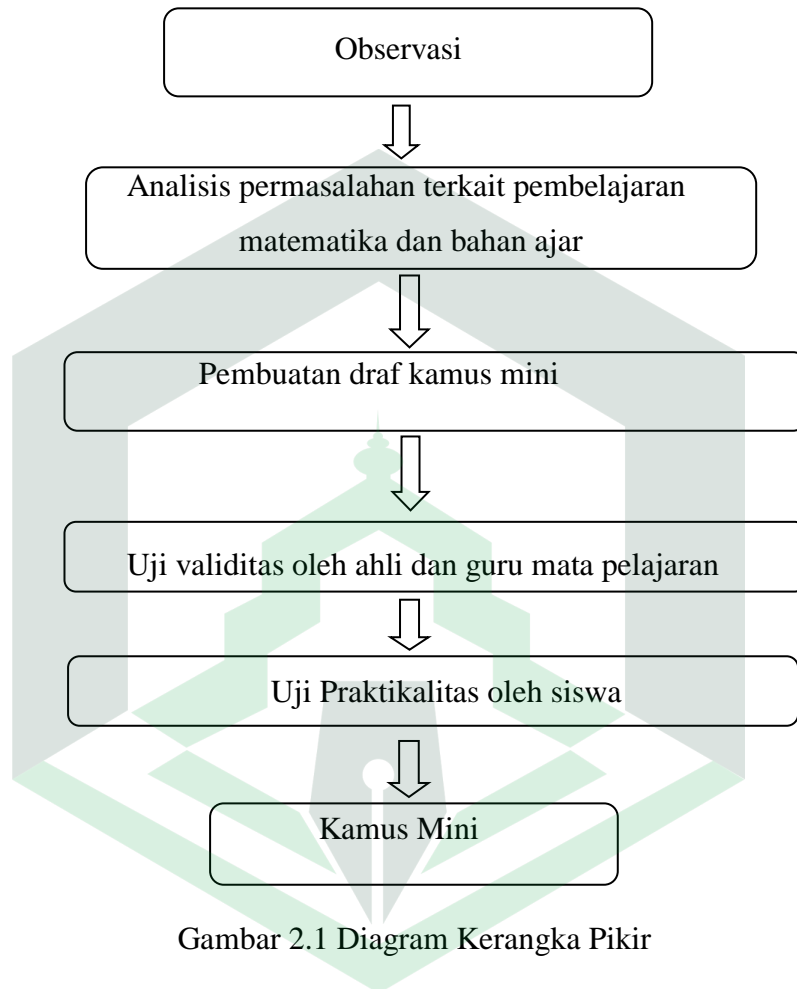 Observasi
Analisis permasalahan terkait pembelajaran
matematika dan bahan ajar
Pembuatan draf kamus mini
Uji validitas oleh ahli dan guru mata pelajaran
Uji Praktikalitas oleh siswa
Kamus Mini
Gambar 2.1 Diagram Kerangka Pikir